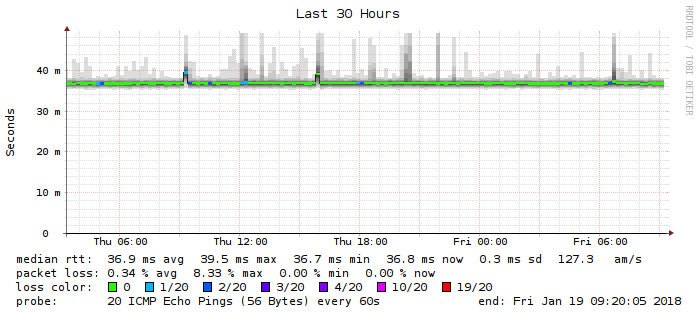 Last 30 Hours
RRDTOOL / TOBI OETIKER
Seconds
40 m
30 m
20 m
10 m
0
Thu 06:00 Thu 12:00 Thu 18:00 Fri 00:00 Fri 06:00
median rtt: 36.9 ms avg 39.5 ms max 36.7 ms min 36.8 ms now 0.3 ms sd 127.3 am/s
packet loss: 0.34 % avg 8.33 % max 0.00 % min 0.00 % now
loss color: 0 1/20 2/20 3/20 4/20 10/20 19/20
probe: 20 ICMP Echo Pings (56 Bytes) every 60s end: Fri Jan 19 09:20:05 2018